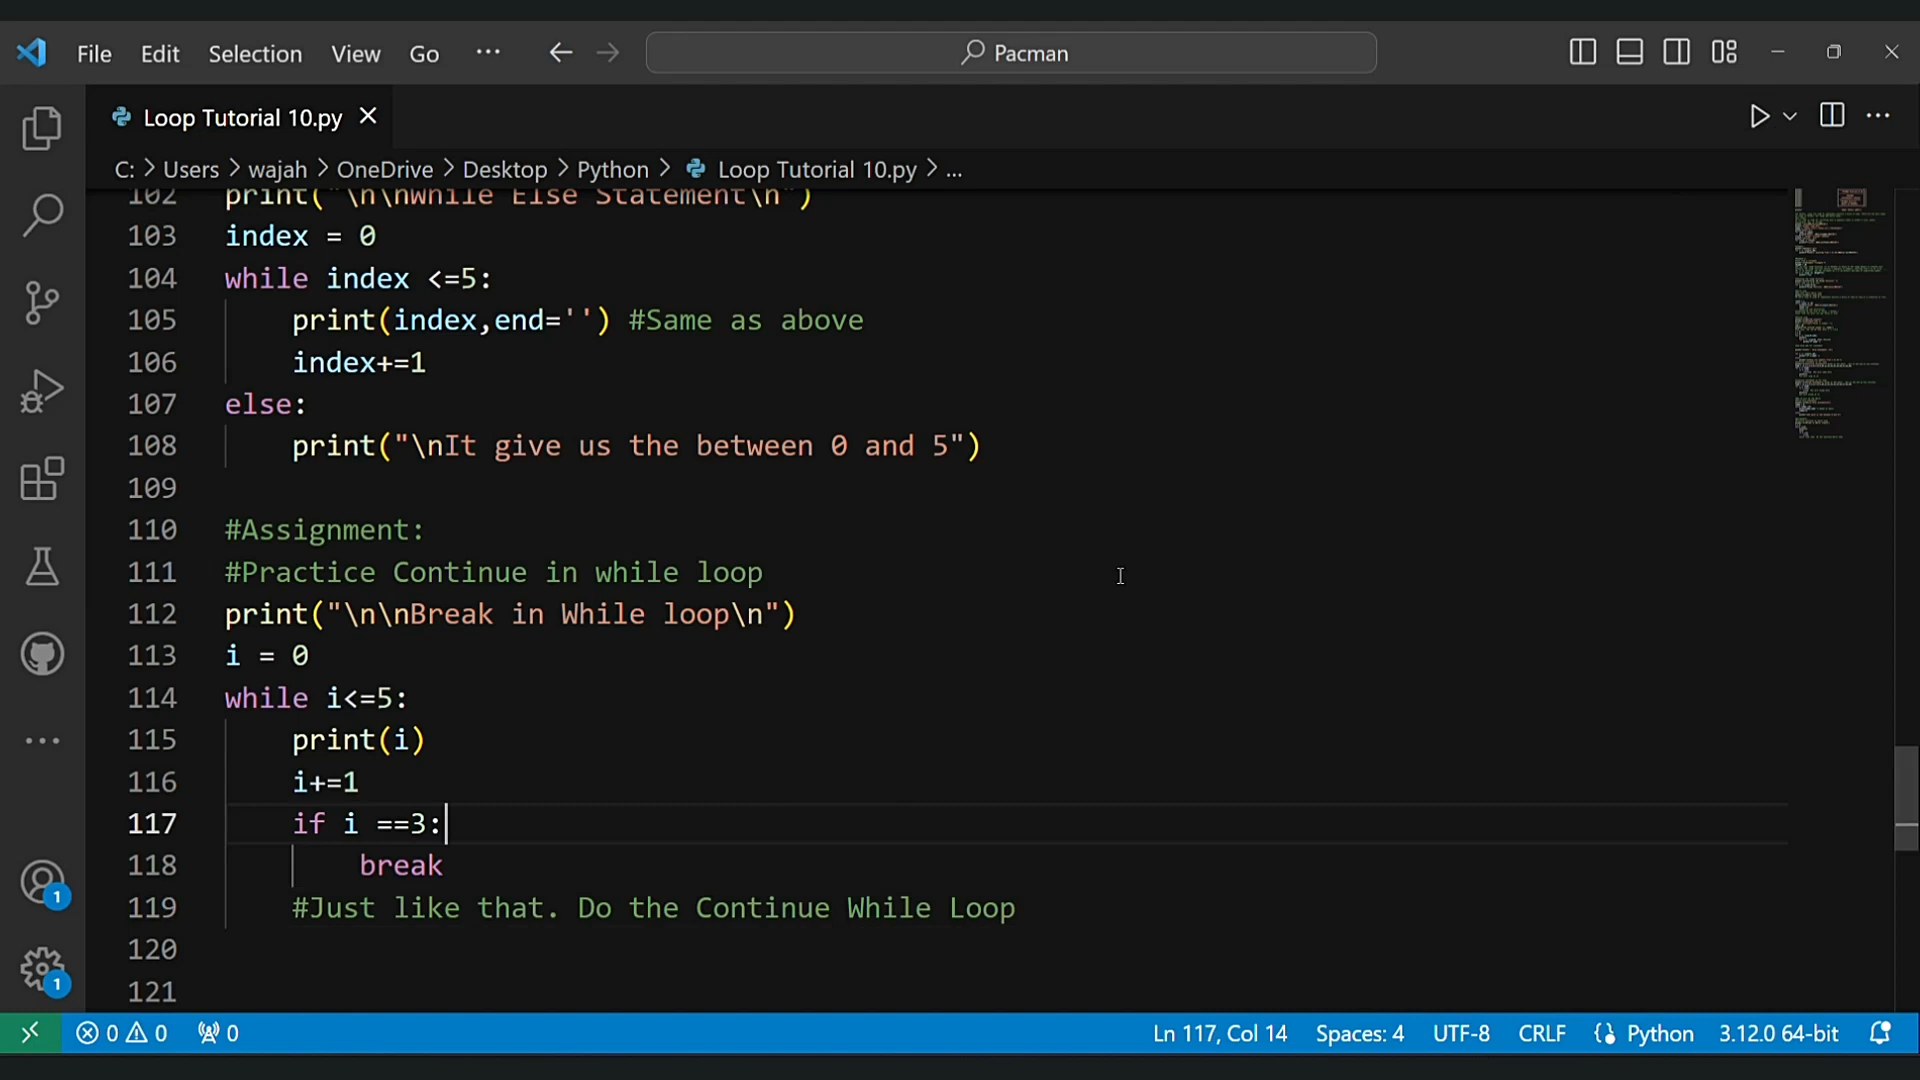 File Edit Selection View Go ··· Pacman
Loop Tutorial 10.py
C: > Users > wajah > OneDrive > Desktop > Python > Loop Tutorial 10.py > ...
102 print("\n\nWhile Else Statement\n")
103 index = 0
104 while index <=5:
105 print(index,end='') #Same as above
106 index+=1
107 else:
108 print("\nIt give us the between 0 and 5")
109
110 #Assignment:
111 #Practice Continue in while loop
112 print("\n\nBreak in While loop\n")
113 i = 0
114 while i<=5:
115 print(i)
116 i+=1
117 if i ==3:
118 break
119 #Just like that. Do the Continue While Loop
120
121
1
1
0 0 0 Ln 117, Col 14 Spaces: 4 UTF-8 CRLF Python 3.12.0 64-bit